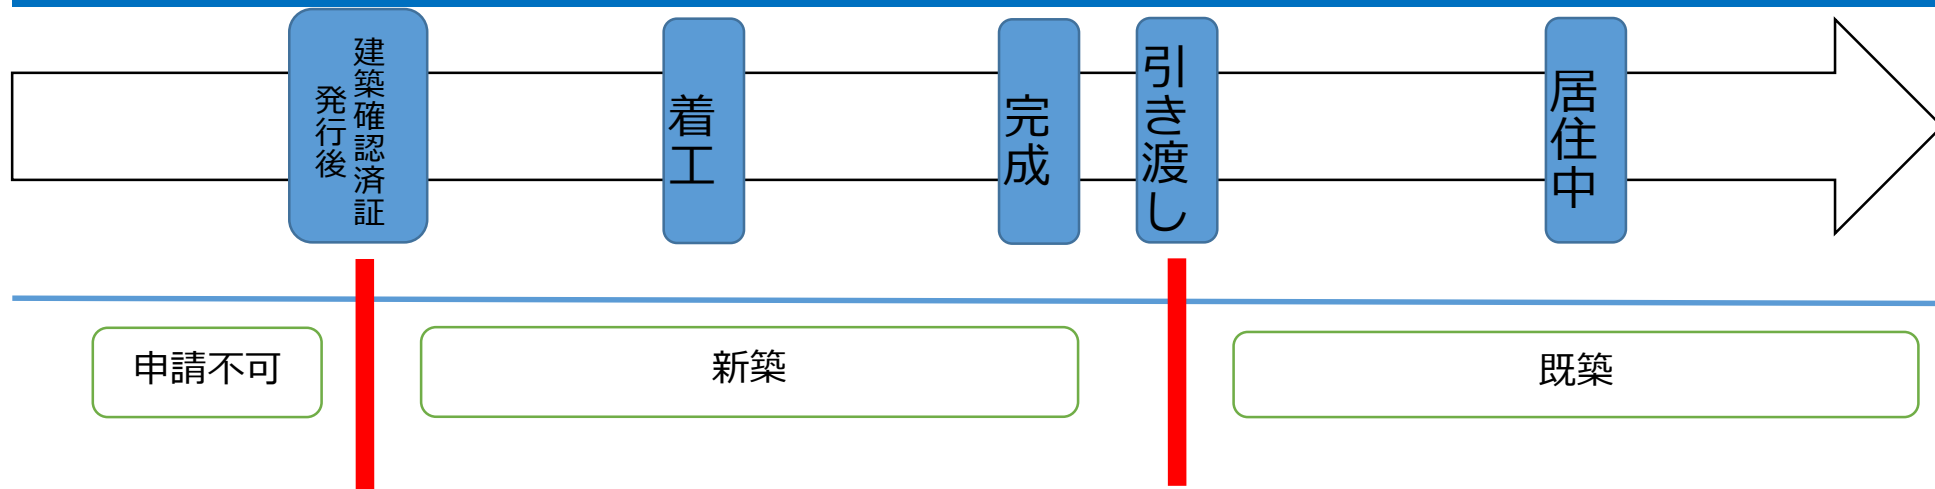 建築確認済証
発行後
着工
完成
引き渡し
居住中
申請不可
新築
既築